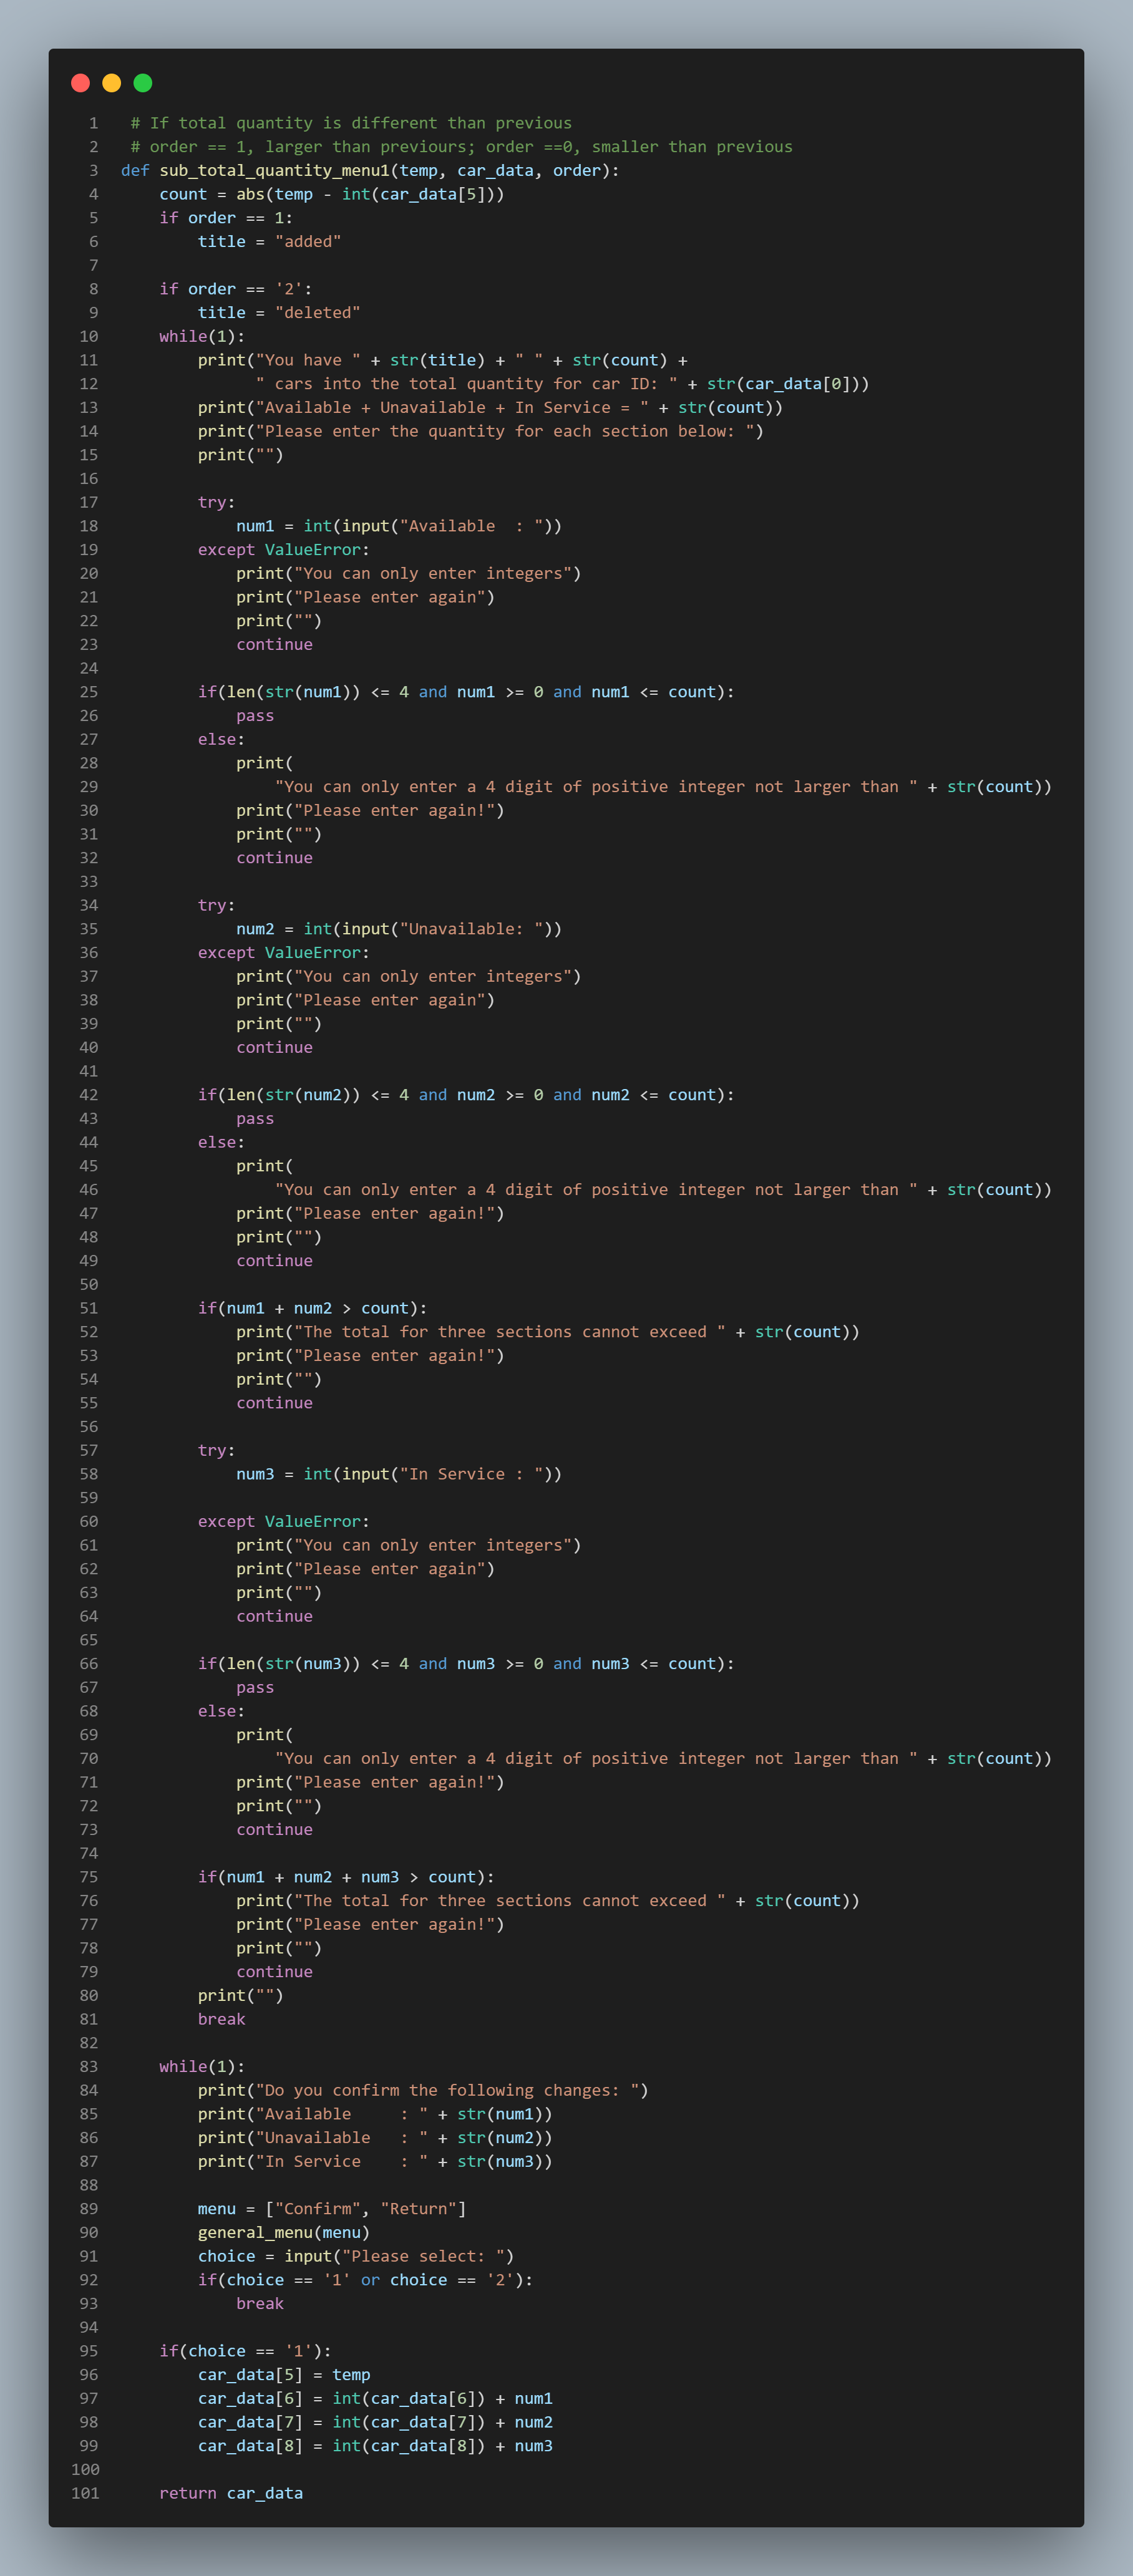 1    # If total quantity is different than previous
2    # order == 1, larger than previours; order ==0, smaller than previous
3   def sub_total_quantity_menu1(temp, car_data, order):
4       count = abs(temp - int(car_data[5]))
5       if order == 1:
6           title = "added"
7
8       if order == '2':
9           title = "deleted"
10      while(1):
11          print("You have " + str(title) + " " + str(count) +
12                " cars into the total quantity for car ID: " + str(car_data[0]))
13          print("Available + Unavailable + In Service = " + str(count))
14          print("Please enter the quantity for each section below: ")
15          print("")
16
17          try:
18              num1 = int(input("Available  : "))
19          except ValueError:
20              print("You can only enter integers")
21              print("Please enter again")
22              print("")
23              continue
24
25          if(len(str(num1)) <= 4 and num1 >= 0 and num1 <= count):
26              pass
27          else:
28              print(
29                  "You can only enter a 4 digit of positive integer not larger than " + str(count))
30              print("Please enter again!")
31              print("")
32              continue
33
34          try:
35              num2 = int(input("Unavailable: "))
36          except ValueError:
37              print("You can only enter integers")
38              print("Please enter again")
39              print("")
40              continue
41
42          if(len(str(num2)) <= 4 and num2 >= 0 and num2 <= count):
43              pass
44          else:
45              print(
46                  "You can only enter a 4 digit of positive integer not larger than " + str(count))
47              print("Please enter again!")
48              print("")
49              continue
50
51          if(num1 + num2 > count):
52              print("The total for three sections cannot exceed " + str(count))
53              print("Please enter again!")
54              print("")
55              continue
56
57          try:
58              num3 = int(input("In Service : "))
59
60          except ValueError:
61              print("You can only enter integers")
62              print("Please enter again")
63              print("")
64              continue
65
66          if(len(str(num3)) <= 4 and num3 >= 0 and num3 <= count):
67              pass
68          else:
69              print(
70                  "You can only enter a 4 digit of positive integer not larger than " + str(count))
71              print("Please enter again!")
72              print("")
73              continue
74
75          if(num1 + num2 + num3 > count):
76              print("The total for three sections cannot exceed " + str(count))
77              print("Please enter again!")
78              print("")
79              continue
80          print("")
81          break
82
83      while(1):
84          print("Do you confirm the following changes: ")
85          print("Available     : " + str(num1))
86          print("Unavailable   : " + str(num2))
87          print("In Service    : " + str(num3))
88
89          menu = ["Confirm", "Return"]
90          general_menu(menu)
91          choice = input("Please select: ")
92          if(choice == '1' or choice == '2'):
93              break
94
95      if(choice == '1'):
96          car_data[5] = temp
97          car_data[6] = int(car_data[6]) + num1
98          car_data[7] = int(car_data[7]) + num2
99          car_data[8] = int(car_data[8]) + num3
100
101     return car_data